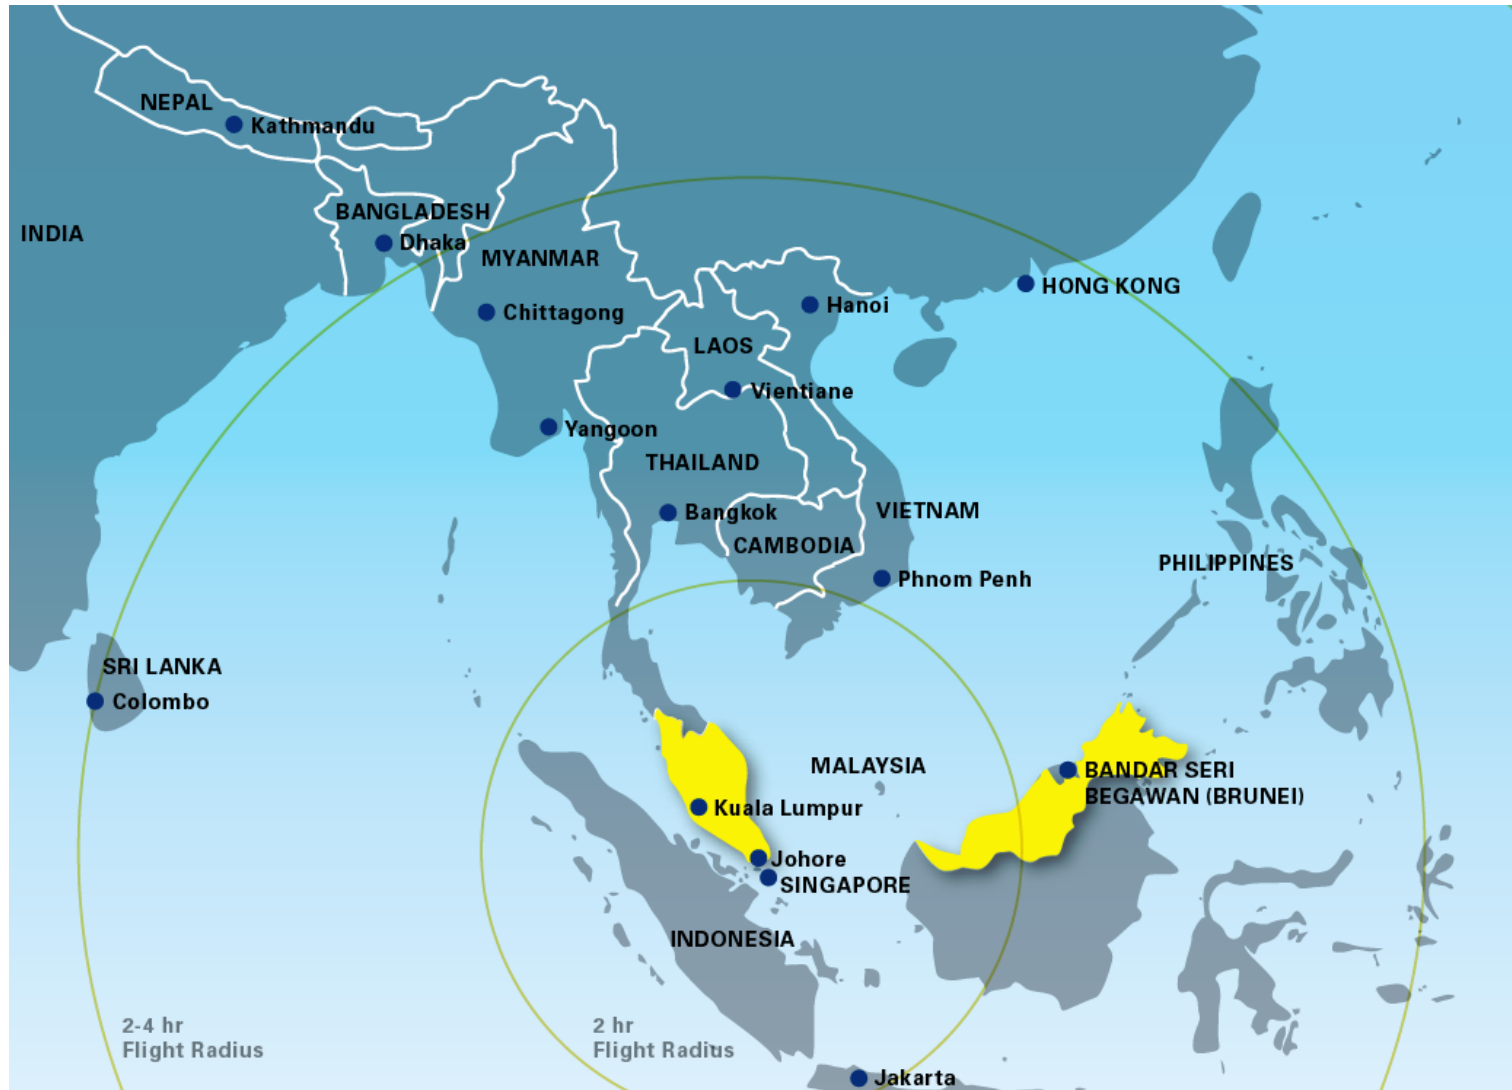 NEPAL
Kathmandu
BANGLADESH
INDIA
Dhaka
MYANMAR
HONG KONG
Chittagong
Hanoi
LAOS
Vientiane
Yangoon
THAILAND
Bangkok
VIETNAM
CAMBODIA
PHILIPPINES
Phnom Penh
SRI LANKA
Colombo
MALAYSIA
BANDAR SERI
BEGAWAN (BRUNEI)
Kuala Lumpur
Johore
SINGAPORE
INDONESIA
2-4 hr
Flight Radius
2 hr
Flight Radius
Jakarta